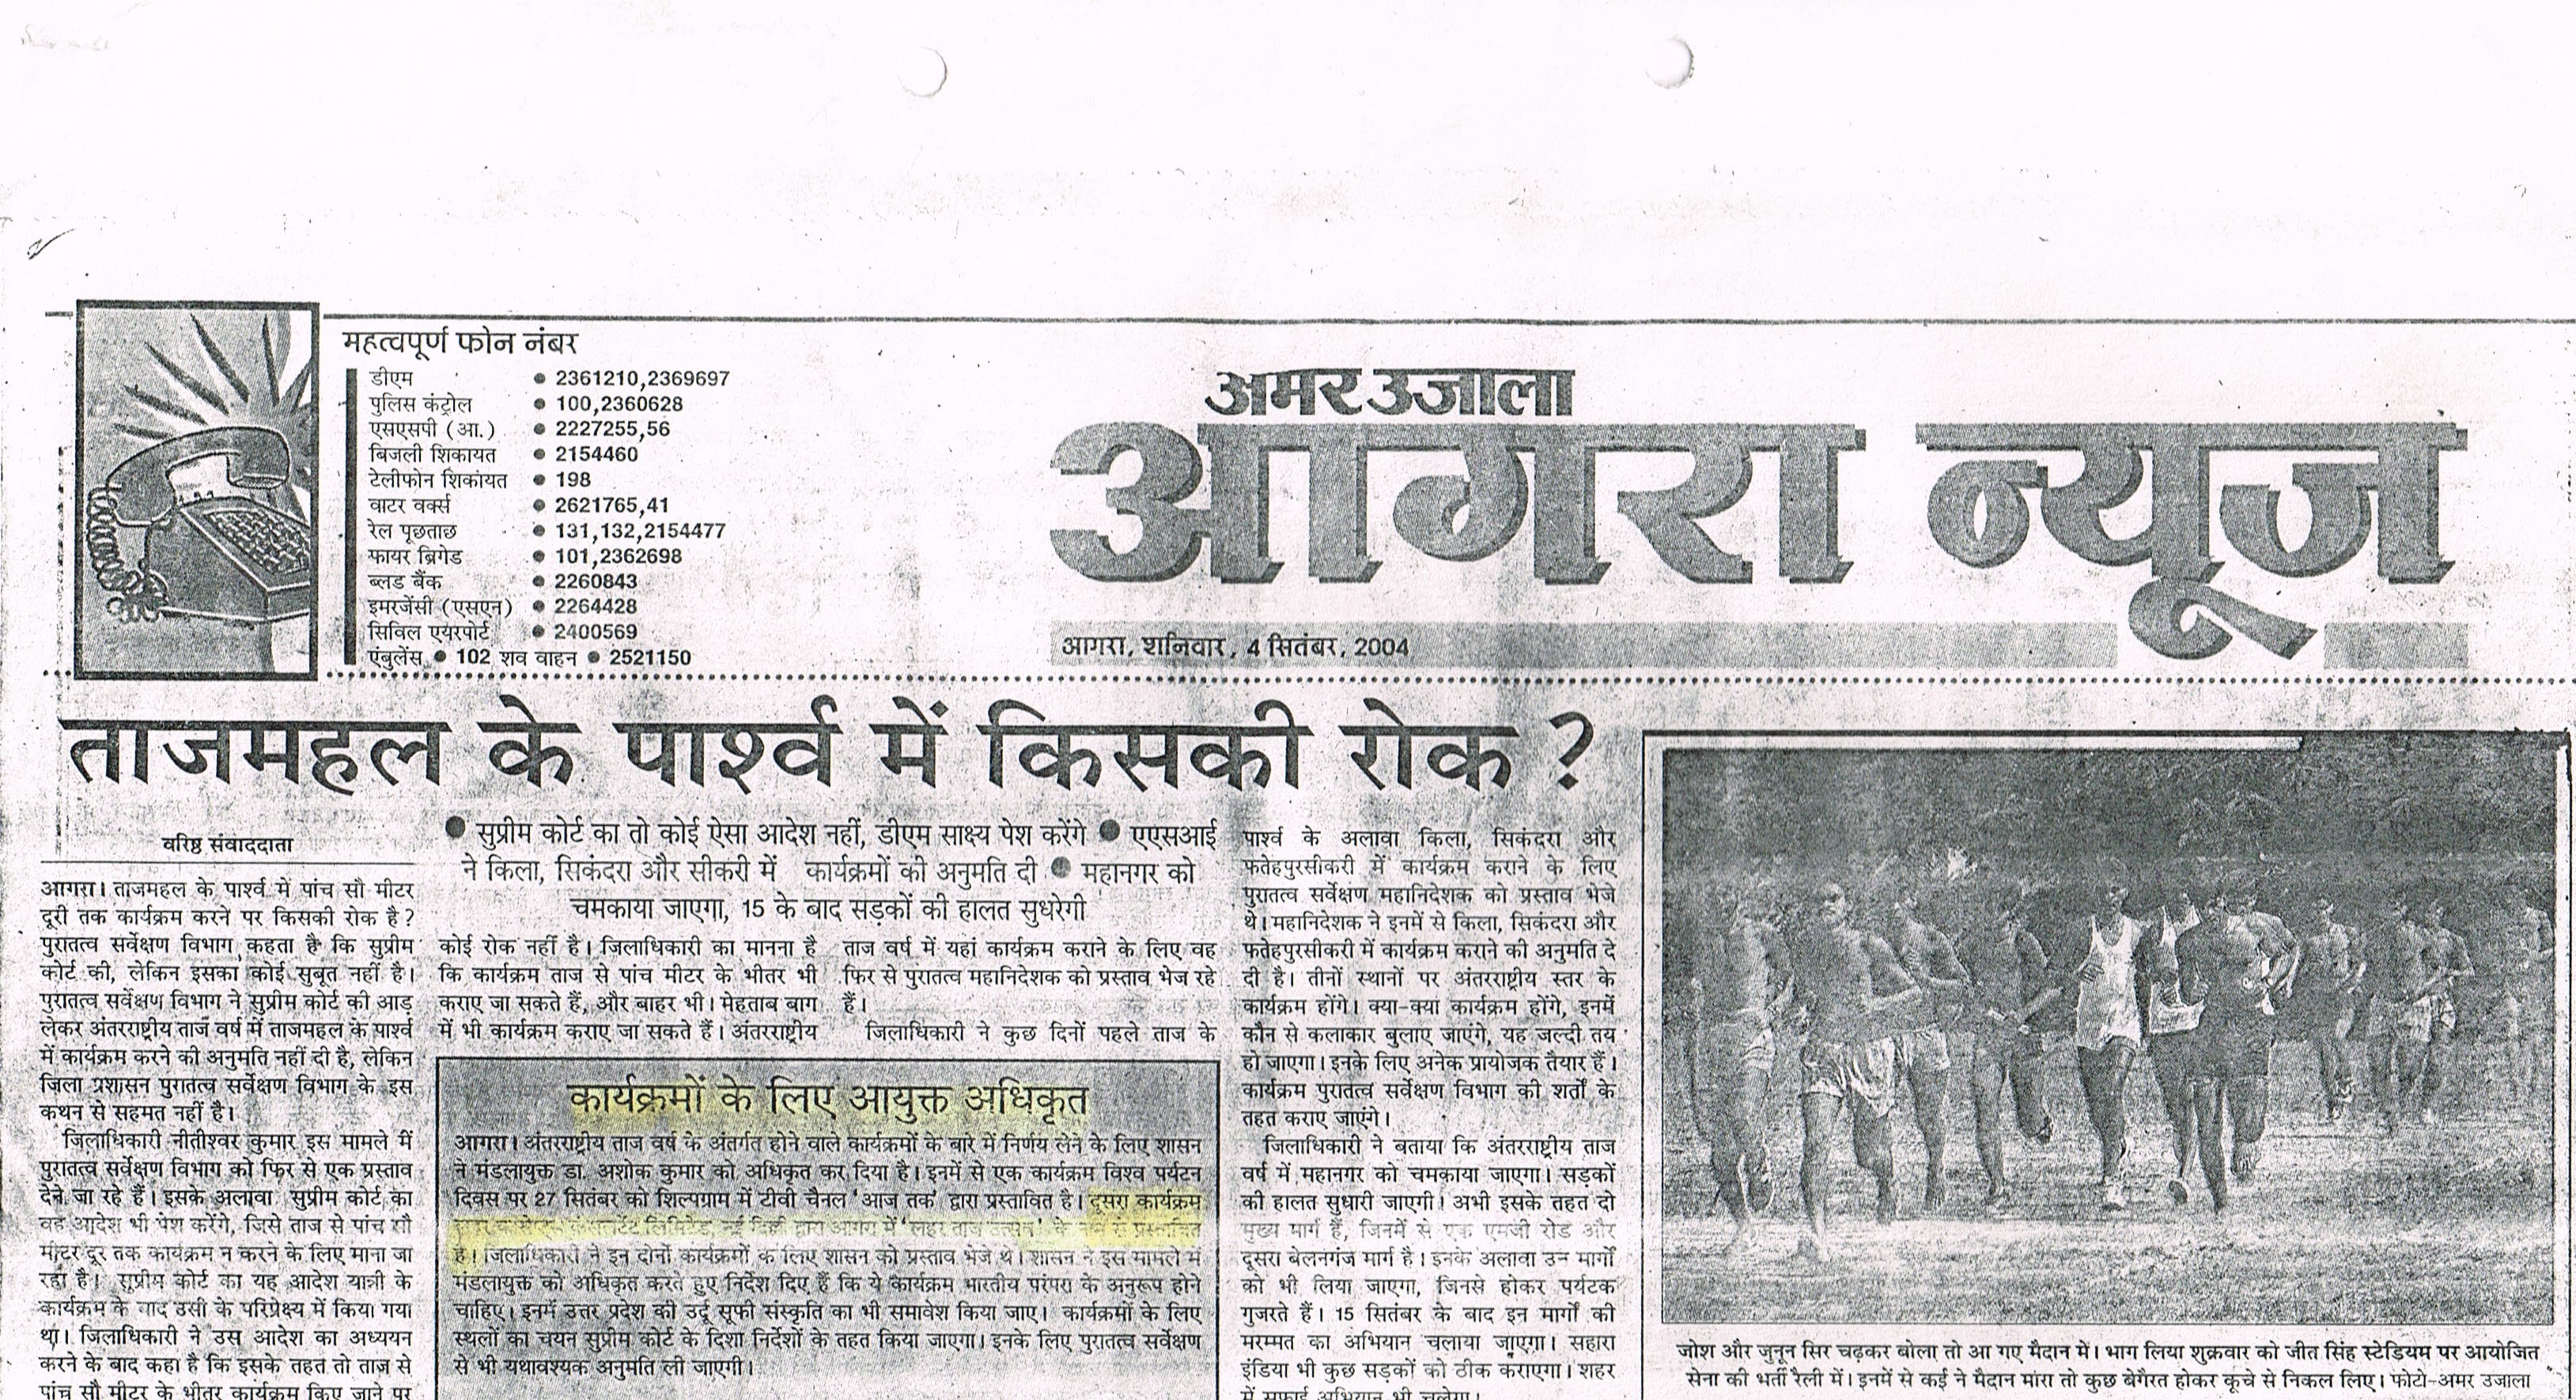 महत्वपूर्ण फोन नंबर
डीएम ● 2361210,2369697
पुलिस कंट्रोल ● 100,2360628
एसएसपी (आ.) ● 2227255,56
बिजली शिकायत ● 2154460
टेलीफोन शिकायत ● 198
वाटर वर्क्स ● 2621765,41
रेल पूछताछ ● 131,132,2154477
फायर ब्रिगेड ● 101,2362698
ब्लड बैंक ● 2260843
इमरजेंसी (एसएन) ● 2264428
सिविल एयरपोर्ट ● 2400569
एंबुलेंस ● 102 शव वाहन ● 2521150
अमर उजाला
आगरा न्यूज
आगरा, शनिवार, 4 सितंबर, 2004
ताजमहल के पार्श्व में किसकी रोक ?
● सुप्रीम कोर्ट का तो कोई ऐसा आदेश नहीं, डीएम साक्ष्य पेश करेंगे ● एएसआई
ने किला, सिकंदरा और सीकरी में कार्यक्रमों की अनुमति दी ● महानगर को
चमकाया जाएगा, 15 के बाद सड़कों की हालत सुधरेगी
वरिष्ठ संवाददाता
आगरा। ताजमहल के पार्श्व में पांच सौ मीटर
दूरी तक कार्यक्रम करने पर किसकी रोक है?
पुरातत्व सर्वेक्षण विभाग कहता है कि सुप्रीम
कोर्ट की, लेकिन इसका कोई सुबूत नहीं है।
पुरातत्व सर्वेक्षण विभाग ने सुप्रीम कोर्ट की आड़
लेकर अंतरराष्ट्रीय ताज वर्ष में ताजमहल के पार्श्व
में कार्यक्रम करने की अनुमति नहीं दी है, लेकिन
जिला प्रशासन पुरातत्व सर्वेक्षण विभाग के इस
कथन से सहमत नहीं है।
जिलाधिकारी नीतीश्वर कुमार इस मामले में
पुरातत्व सर्वेक्षण विभाग को फिर से एक प्रस्ताव
देने जा रहे हैं। इसके अलावा सुप्रीम कोर्ट का
वह आदेश भी पेश करेंगे, जिसे ताज से पांच सौ
मीटर दूर तक कार्यक्रम न करने के लिए माना जा
रहा है। सुप्रीम कोर्ट का यह आदेश यान्नी के
कार्यक्रम के बाद उसी के परिप्रेक्ष्य में किया गया
था। जिलाधिकारी ने उस आदेश का अध्ययन
करने के बाद कहा है कि इसके तहत तो ताज से
पांच सौ मीटर के भीतर कार्यक्रम किए जाने पर
कोई रोक नहीं है। जिलाधिकारी का मानना है
कि कार्यक्रम ताज से पांच मीटर के भीतर भी
कराए जा सकते हैं, और बाहर भी। मेहताब बाग
में भी कार्यक्रम कराए जा सकते हैं। अंतरराष्ट्रीय
ताज वर्ष में यहां कार्यक्रम कराने के लिए वह
फिर से पुरातत्व महानिदेशक को प्रस्ताव भेज रहे
हैं।
जिलाधिकारी ने कुछ दिनों पहले ताज के
पार्श्व के अलावा किला, सिकंदरा और
फतेहपुरसीकरी में कार्यक्रम कराने के लिए
पुरातत्व सर्वेक्षण महानिदेशक को प्रस्ताव भेजे
थे। महानिदेशक ने इनमें से किला, सिकंदरा और
फतेहपुरसीकरी में कार्यक्रम कराने की अनुमति दे
दी है। तीनों स्थानों पर अंतरराष्ट्रीय स्तर के
कार्यक्रम होंगे। क्या-क्या कार्यक्रम होंगे, इनमें
कौन से कलाकार बुलाए जाएंगे, यह जल्दी तय
हो जाएगा। इनके लिए अनेक प्रायोजक तैयार हैं।
कार्यक्रम पुरातत्व सर्वेक्षण विभाग की शर्तों के
तहत कराए जाएंगे।
जिलाधिकारी ने बताया कि अंतरराष्ट्रीय ताज
वर्ष में महानगर को चमकाया जाएगा। सड़कों
की हालत सुधारी जाएगी। अभी इसके तहत दो
मुख्य मार्ग हैं, जिनमें से एक एमजी रोड और
दूसरा बेलनगंज मार्ग है। इनके अलावा उन मार्गों
को भी लिया जाएगा, जिनसे होकर पर्यटक
गुजरते हैं। 15 सितंबर के बाद इन मार्गों की
मरम्मत का अभियान चलाया जाएगा। सहारा
इंडिया भी कुछ सड़कों को ठीक कराएगा। शहर
में सफाई अभियान भी चलेगा।
कार्यक्रमों के लिए आयुक्त अधिकृत
आगरा। अंतरराष्ट्रीय ताज वर्ष के अंतर्गत होने वाले कार्यक्रमों के बारे में निर्णय लेने के लिए शासन
ने मंडलायुक्त डा. अशोक कुमार को अधिकृत कर दिया है। इनमें से एक कार्यक्रम विश्व पर्यटन
दिवस पर 27 सितंबर को शिल्पग्राम में टीवी चैनल 'आज तक' द्वारा प्रस्तावित है। दूसरा कार्यक्रम
लिमिटेड, नई दिल्ली द्वारा आगरा में 'लहर ताज उत्सव' के
है। जिलाधिकारी ने इन दोनों कार्यक्रमों के लिए शासन को प्रस्ताव भेजे थे। शासन ने इस मामले में
मंडलायुक्त को अधिकृत करते हुए निर्देश दिए हैं कि ये कार्यक्रम भारतीय परंपरा के अनुरूप होने
चाहिए। इनमें उत्तर प्रदेश की उर्दू सूफी संस्कृति का भी समावेश किया जाए। कार्यक्रमों के लिए
स्थलों का चयन सुप्रीम कोर्ट के दिशा निर्देशों के तहत किया जाएगा। इनके लिए पुरातत्व सर्वेक्षण
से भी यथावश्यक अनुमति ली जाएगी।
जोश और जुनून सिर चढ़कर बोला तो आ गए मैदान में। भाग लिया शुक्रवार को जीत सिंह स्टेडियम पर आयोजित
सेना की भर्ती रैली में। इनमें से कई ने मैदान मारा तो कुछ बेगैरत होकर कूचे से निकल लिए। फोटो-अमर उजाला